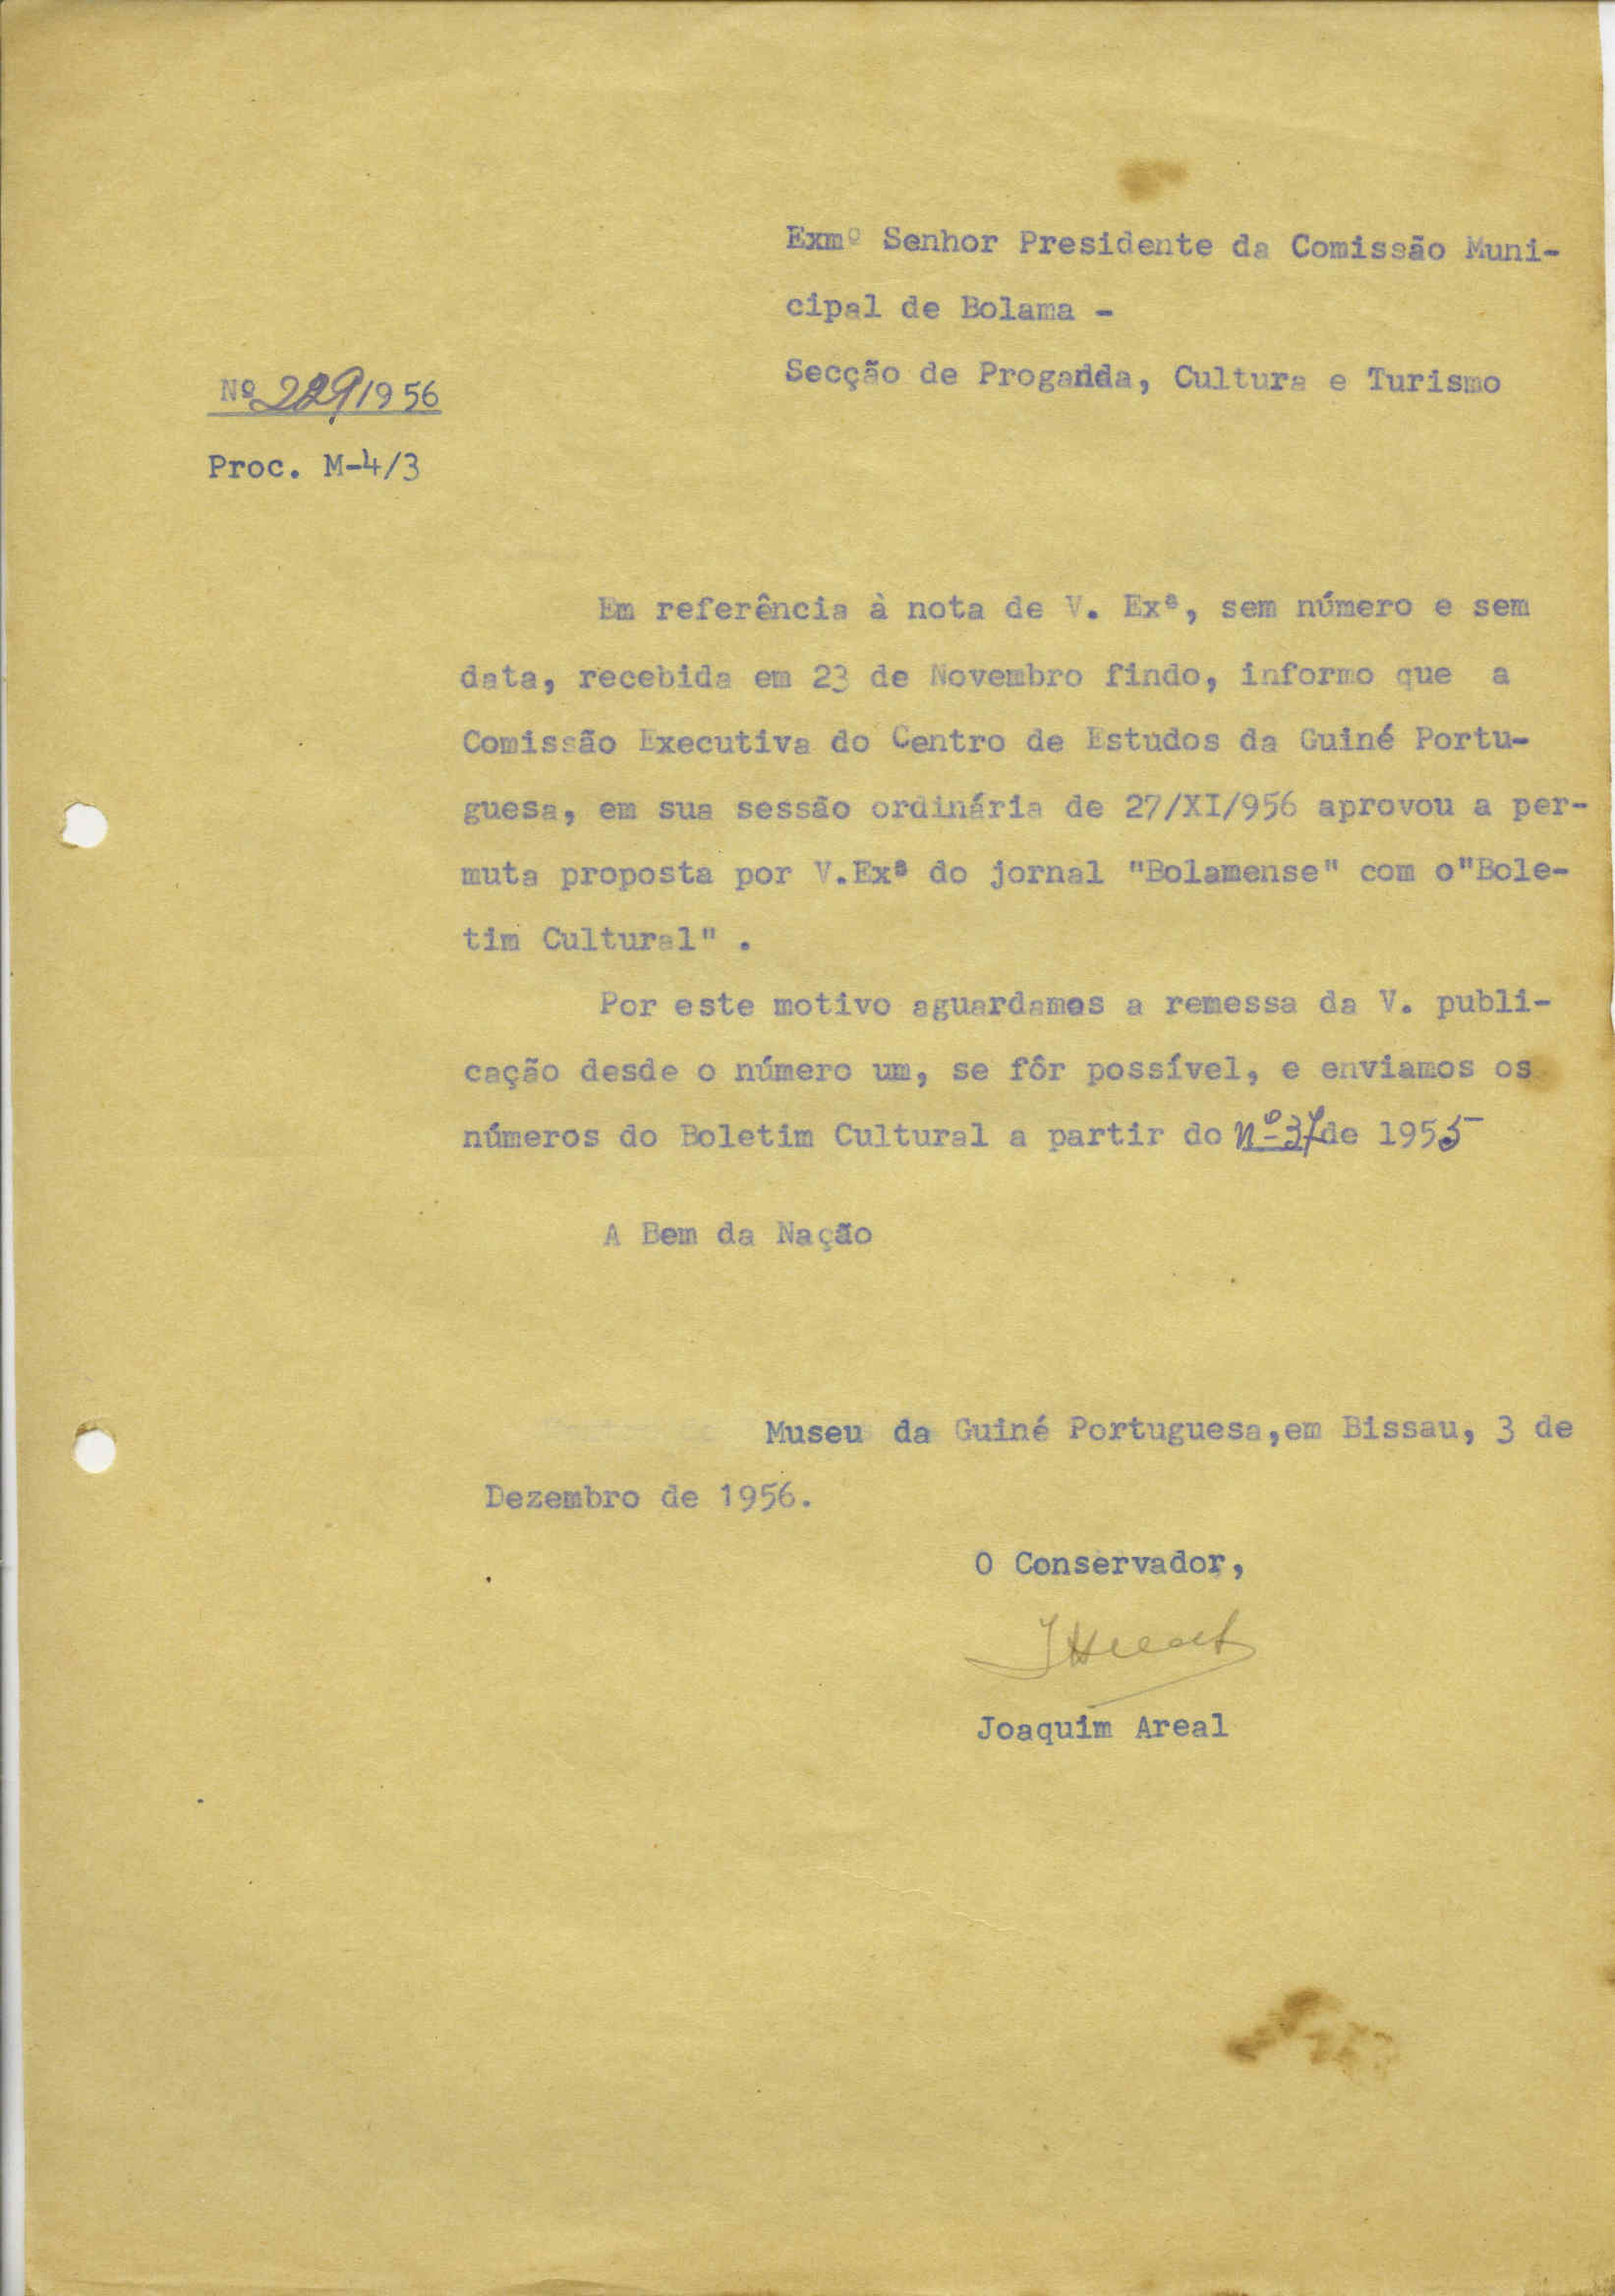 Exmº Senhor Presidente da Comissão Muni-
cipal de Bolama -
Secção de Proganda, Cultura e Turismo
Nº 229/956
Proc. M-4/3
Em referência à nota de V. Exª, sem número e sem
data, recebida em 23 de Novembro findo, informo que a
Comissão Executiva do Centro de Estudos da Guiné Portu-
guesa, em sua sessão ordinária de 27/XI/956 aprovou a per-
muta proposta por V.Exª do jornal "Bolamense" com o"Bole-
tim Cultural" .
Por este motivo aguardamos a remessa da V. publi-
cação desde o número um, se fôr possível, e enviamos os
números do Boletim Cultural a partir do nº 37 de 1955
A Bem da Nação
Museu da Guiné Portuguesa,em Bissau, 3 de
Dezembro de 1956.
O Conservador,
JAreal
Joaquim Areal